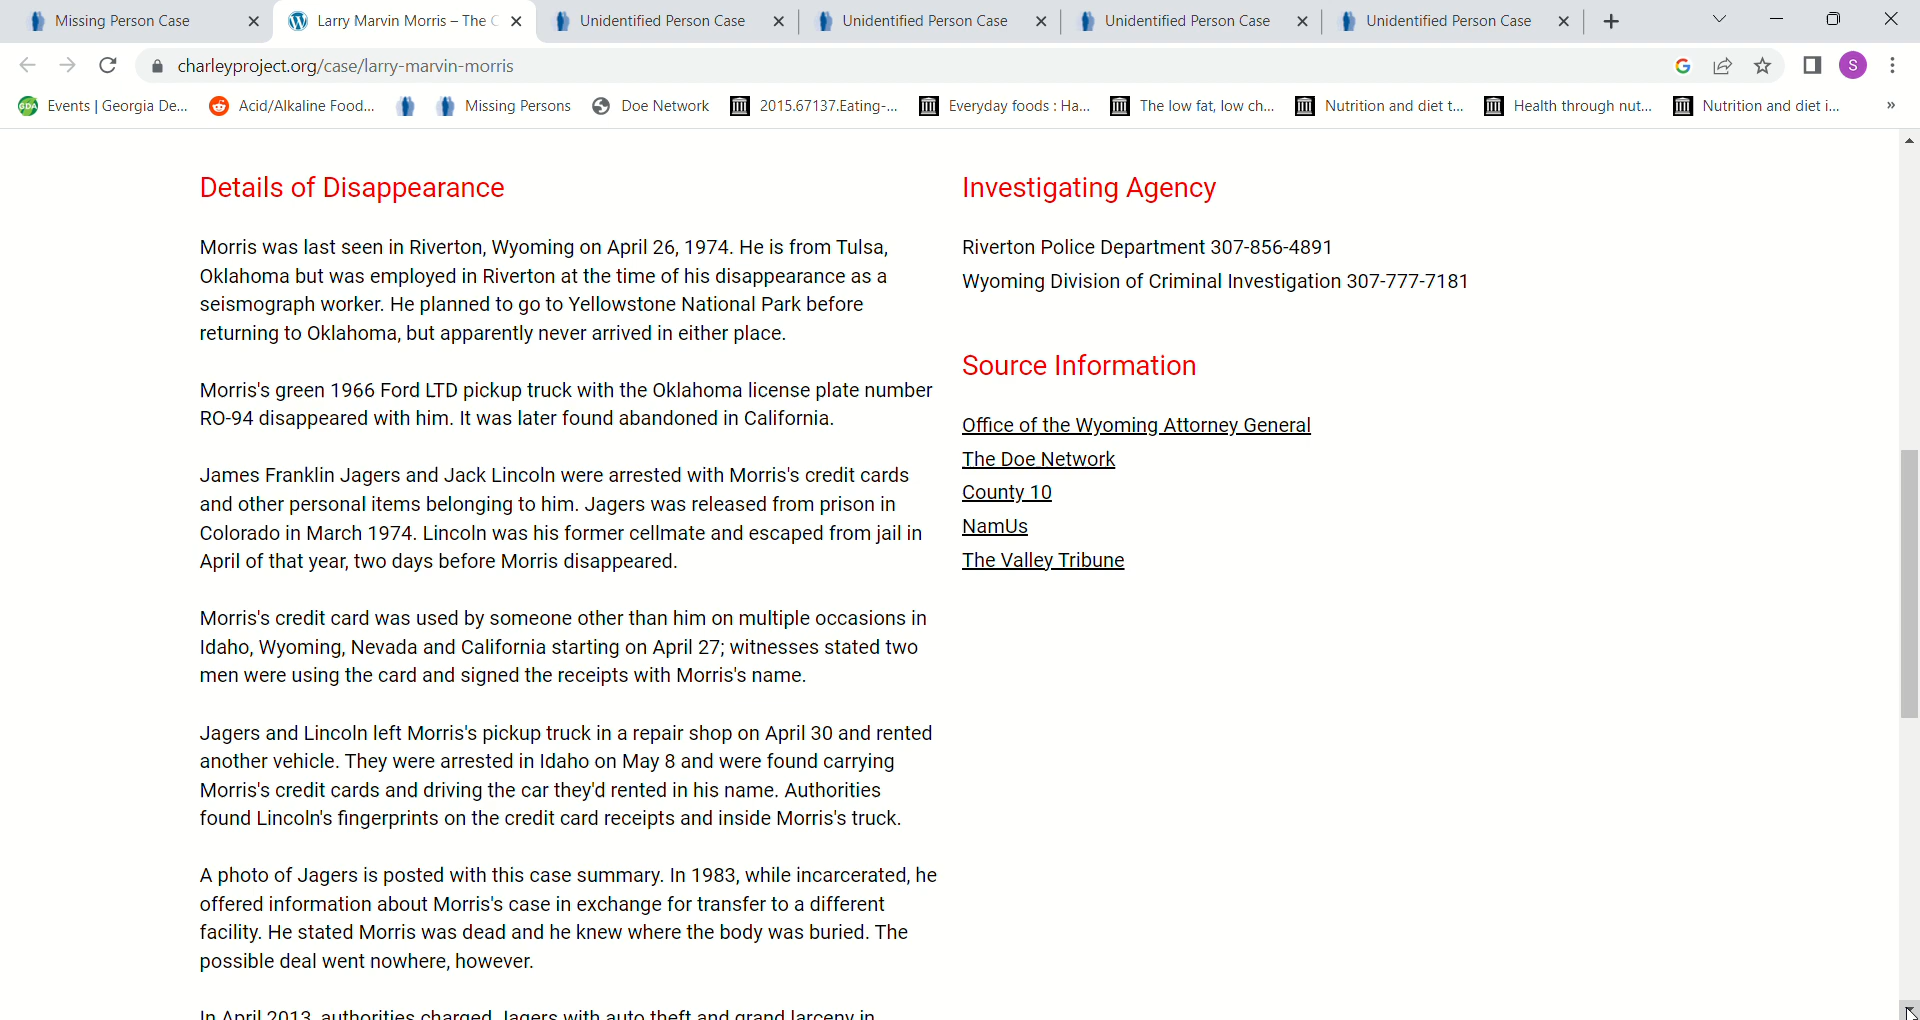 Missing Person Case
Larry Marvin Morris – The C
Unidentified Person Case
Unidentified Person Case
Unidentified Person Case
Unidentified Person Case
charleyproject.org/case/larry-marvin-morris
G
S
GDA
Events | Georgia De...
Acid/Alkaline Food...
Missing Persons
Doe Network
2015.67137.Eating-...
Everyday foods : Ha...
The low fat, low ch...
Nutrition and diet t...
Health through nut...
Nutrition and diet i...
»
Details of Disappearance
Morris was last seen in Riverton, Wyoming on April 26, 1974. He is from Tulsa,
Oklahoma but was employed in Riverton at the time of his disappearance as a
seismograph worker. He planned to go to Yellowstone National Park before
returning to Oklahoma, but apparently never arrived in either place.
Morris's green 1966 Ford LTD pickup truck with the Oklahoma license plate number
RO-94 disappeared with him. It was later found abandoned in California.
James Franklin Jagers and Jack Lincoln were arrested with Morris's credit cards
and other personal items belonging to him. Jagers was released from prison in
Colorado in March 1974. Lincoln was his former cellmate and escaped from jail in
April of that year, two days before Morris disappeared.
Morris's credit card was used by someone other than him on multiple occasions in
Idaho, Wyoming, Nevada and California starting on April 27; witnesses stated two
men were using the card and signed the receipts with Morris's name.
Jagers and Lincoln left Morris's pickup truck in a repair shop on April 30 and rented
another vehicle. They were arrested in Idaho on May 8 and were found carrying
Morris's credit cards and driving the car they'd rented in his name. Authorities
found Lincoln's fingerprints on the credit card receipts and inside Morris's truck.
A photo of Jagers is posted with this case summary. In 1983, while incarcerated, he
offered information about Morris's case in exchange for transfer to a different
facility. He stated Morris was dead and he knew where the body was buried. The
possible deal went nowhere, however.
In April 2013, authorities charged Jagers with auto theft and grand larceny in
Investigating Agency
Riverton Police Department 307-856-4891
Wyoming Division of Criminal Investigation 307-777-7181
Source Information
Office of the Wyoming Attorney General
The Doe Network
County 10
NamUs
The Valley Tribune